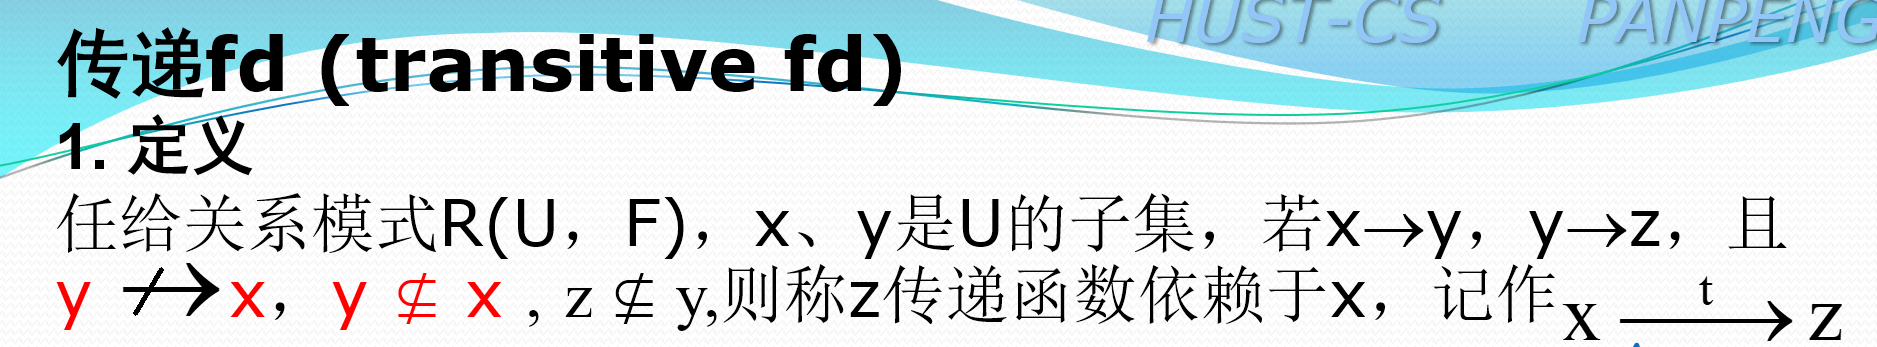 HUST-CS PANPENG
传递fd (transitive fd)
1. 定义
任给关系模式R(U，F)，x、y是U的子集，若x→y，y→z，且
y ↛ x，y ⊈ x , z ⊈ y,则称z传递函数依赖于x，记作 x —t→ z